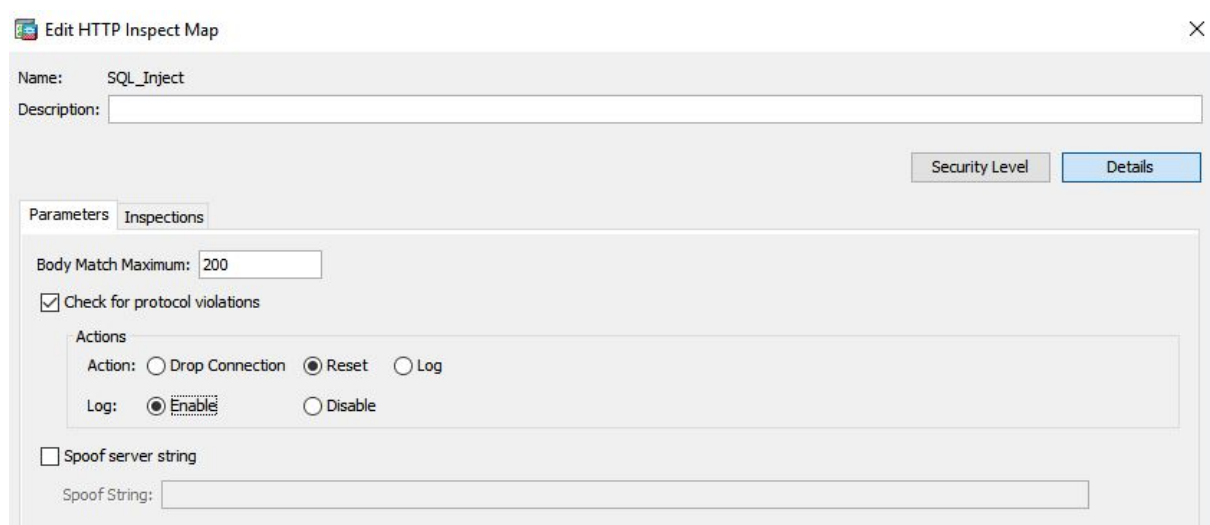 Edit HTTP Inspect Map
Name: SQL_Inject
Description:
Security Level Details
Parameters Inspections
Body Match Maximum: 200
Check for protocol violations
Actions
Action: Drop Connection Reset Log
Log: Enable Disable
Spoof server string
Spoof String: